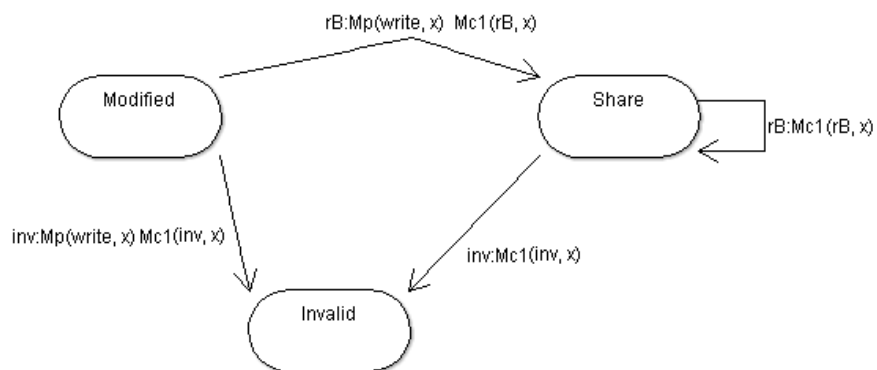 rB:Mp(write, x)  Mc1(rB, x)
Modified
Share
rB:Mc1(rB, x)
inv:Mp(write, x) Mc1(inv, x)
inv:Mc1(inv, x)
Invalid